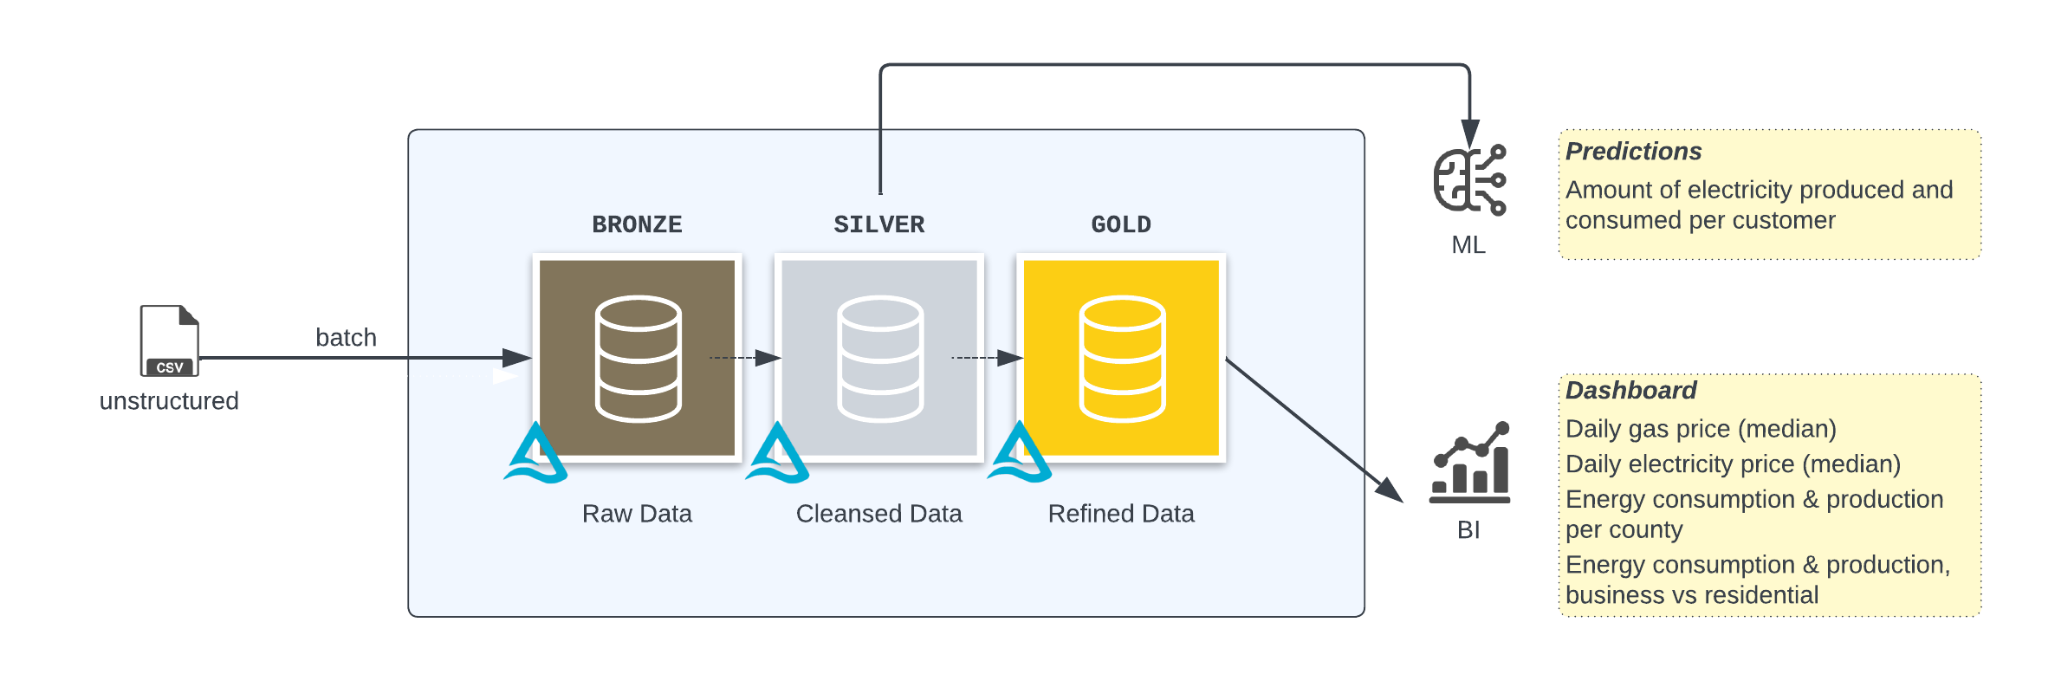 BRONZE
SILVER
GOLD
batch
CSV
unstructured
Raw Data
Cleansed Data
Refined Data
ML
Predictions
Amount of electricity produced and
consumed per customer
BI
Dashboard
Daily gas price (median)
Daily electricity price (median)
Energy consumption & production
per county
Energy consumption & production,
business vs residential